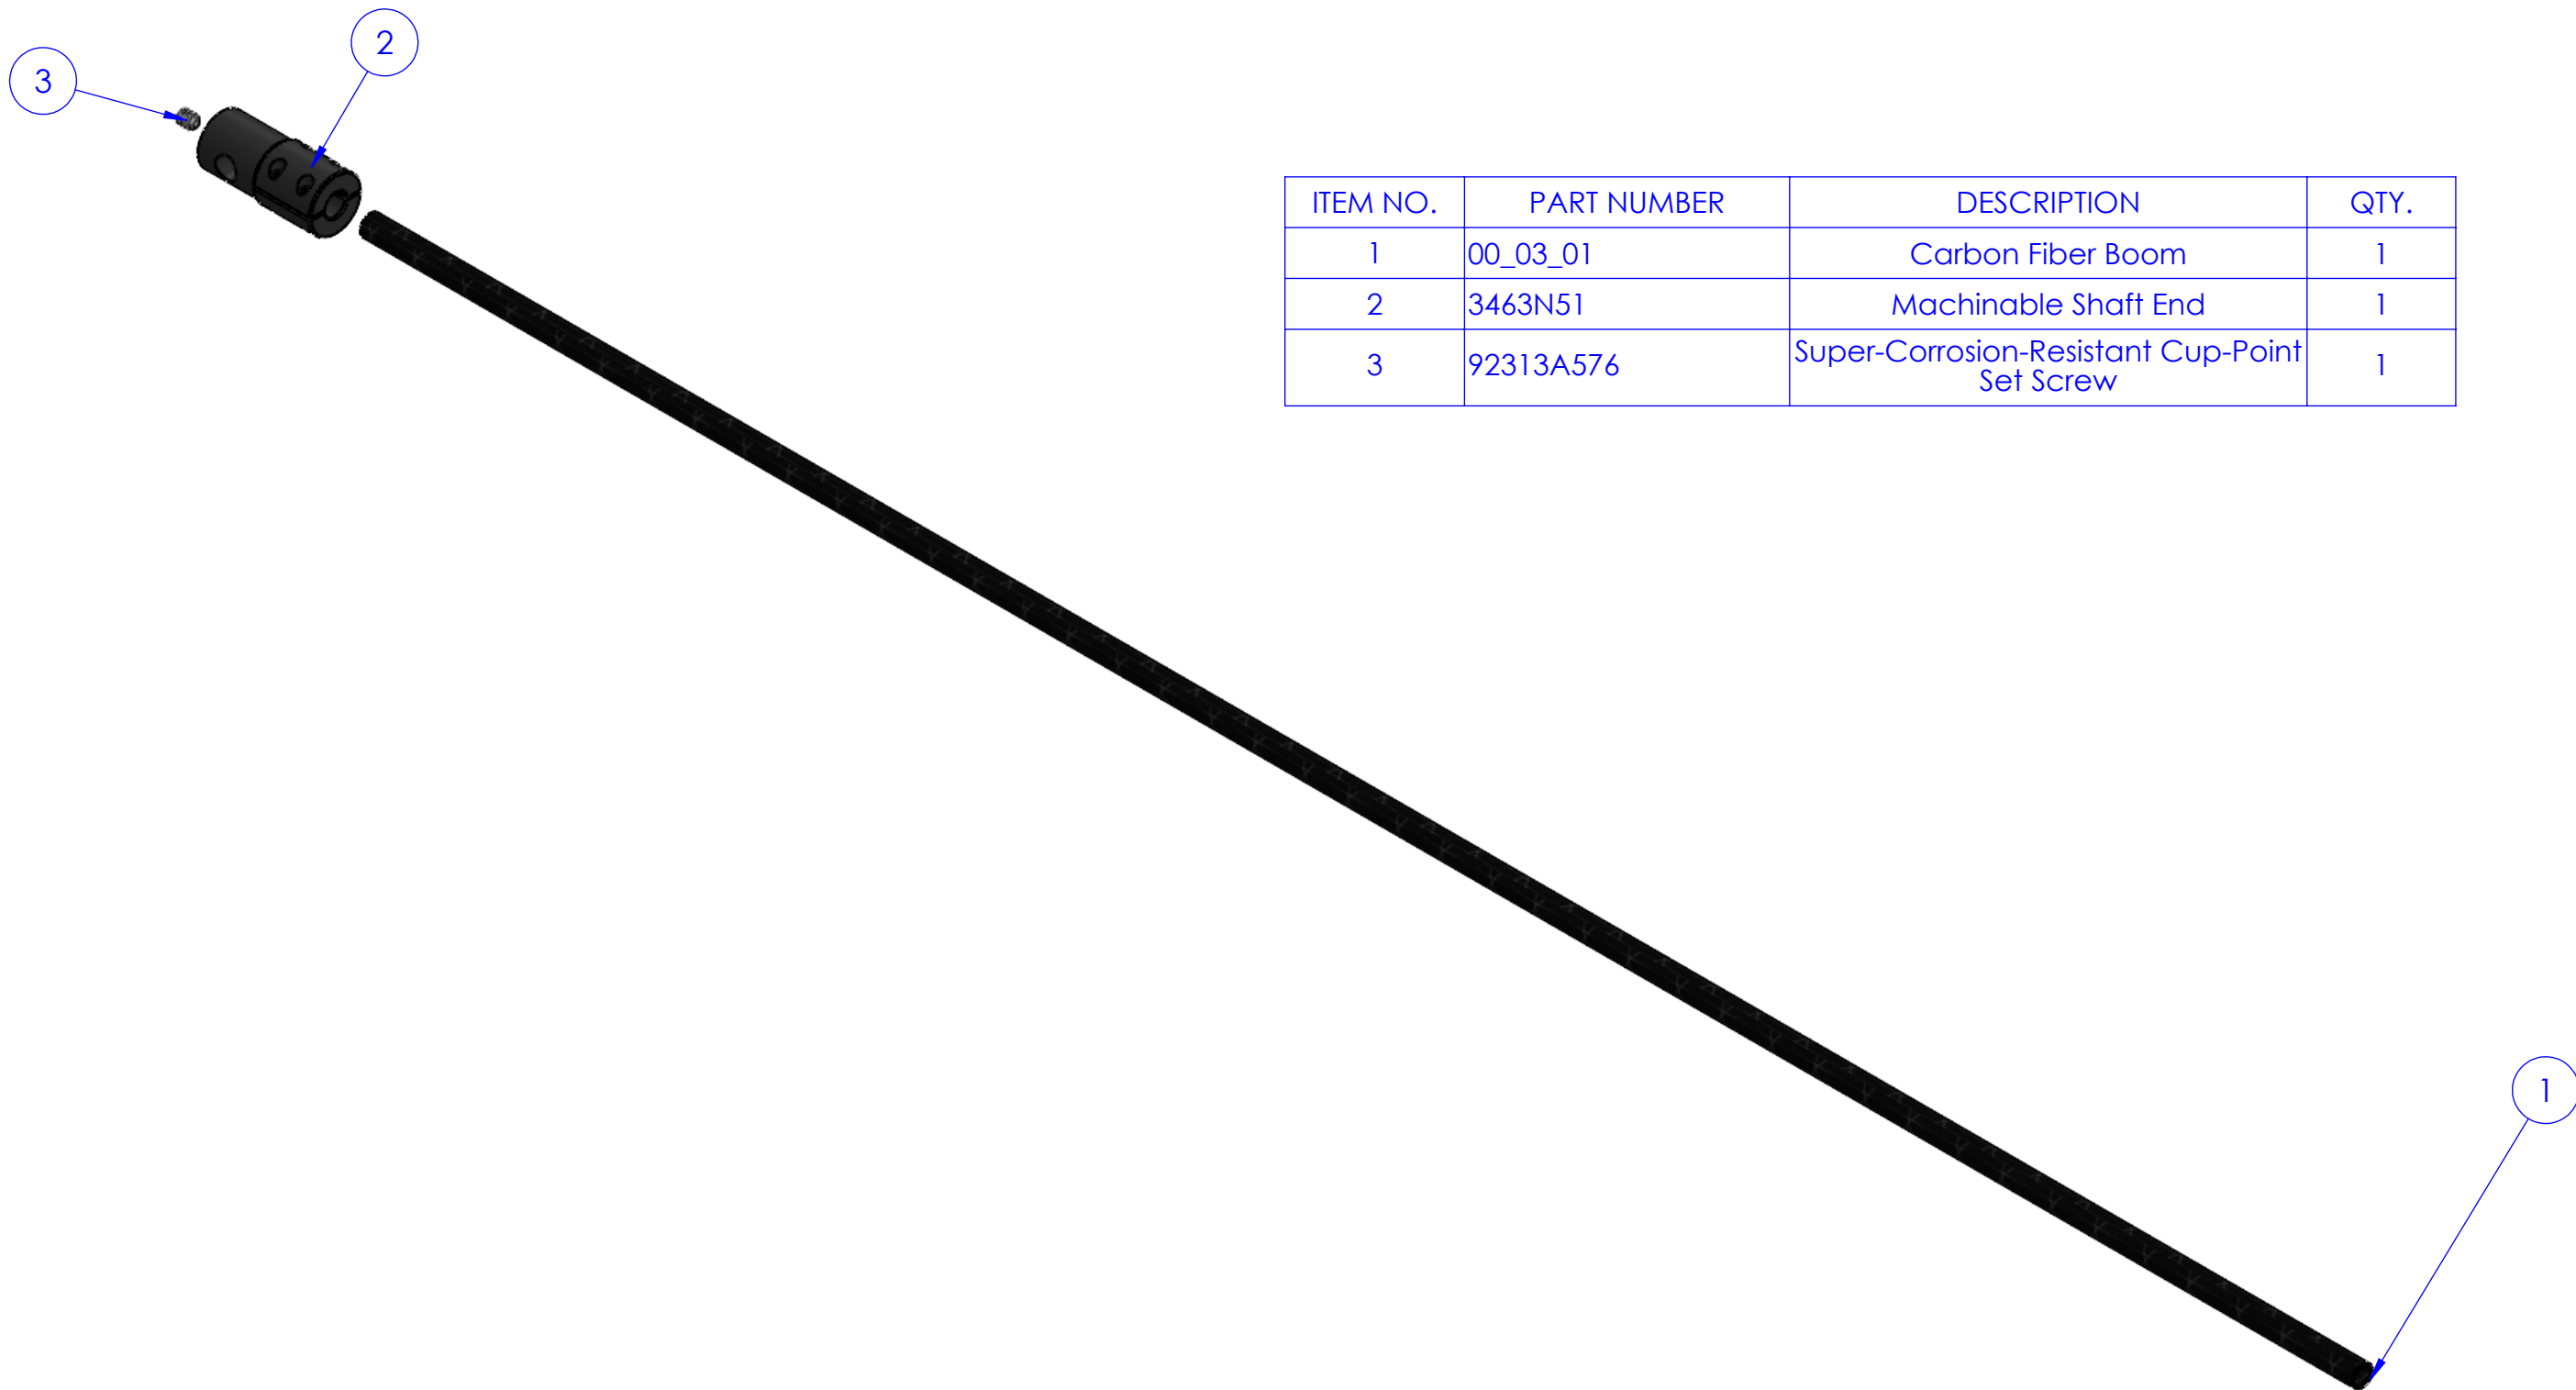 2
3
ITEM NO. PART NUMBER DESCRIPTION QTY.
1 00_03_01 Carbon Fiber Boom 1
2 3463N51 Machinable Shaft End 1
3 92313A576 Super-Corrosion-Resistant Cup-Point 1
Set Screw
1